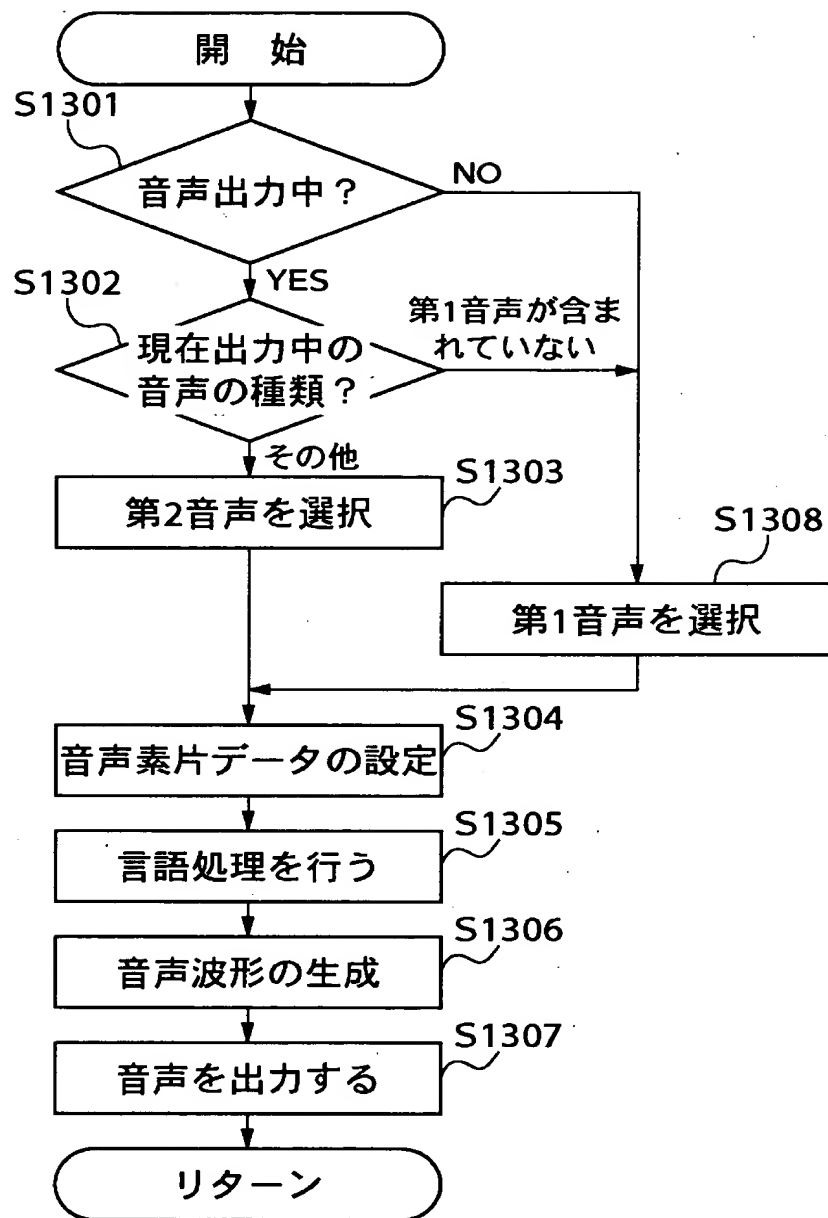 開 始
S1301
音声出力中？
NO
YES
S1302
現在出力中の
音声の種類？
第1音声が含ま
れていない
その他
S1303
第2音声を選択
S1308
第1音声を選択
S1304
音声素片データの設定
S1305
言語処理を行う
S1306
音声波形の生成
S1307
音声を出力する
リターン